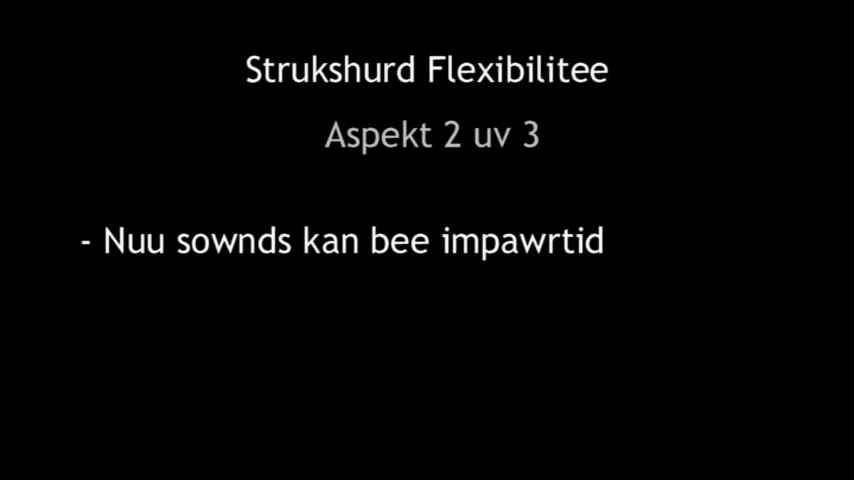 Strukshurd Flexibilitee
Aspekt 2 uv 3
- Nuu sownds kan bee impawrtid